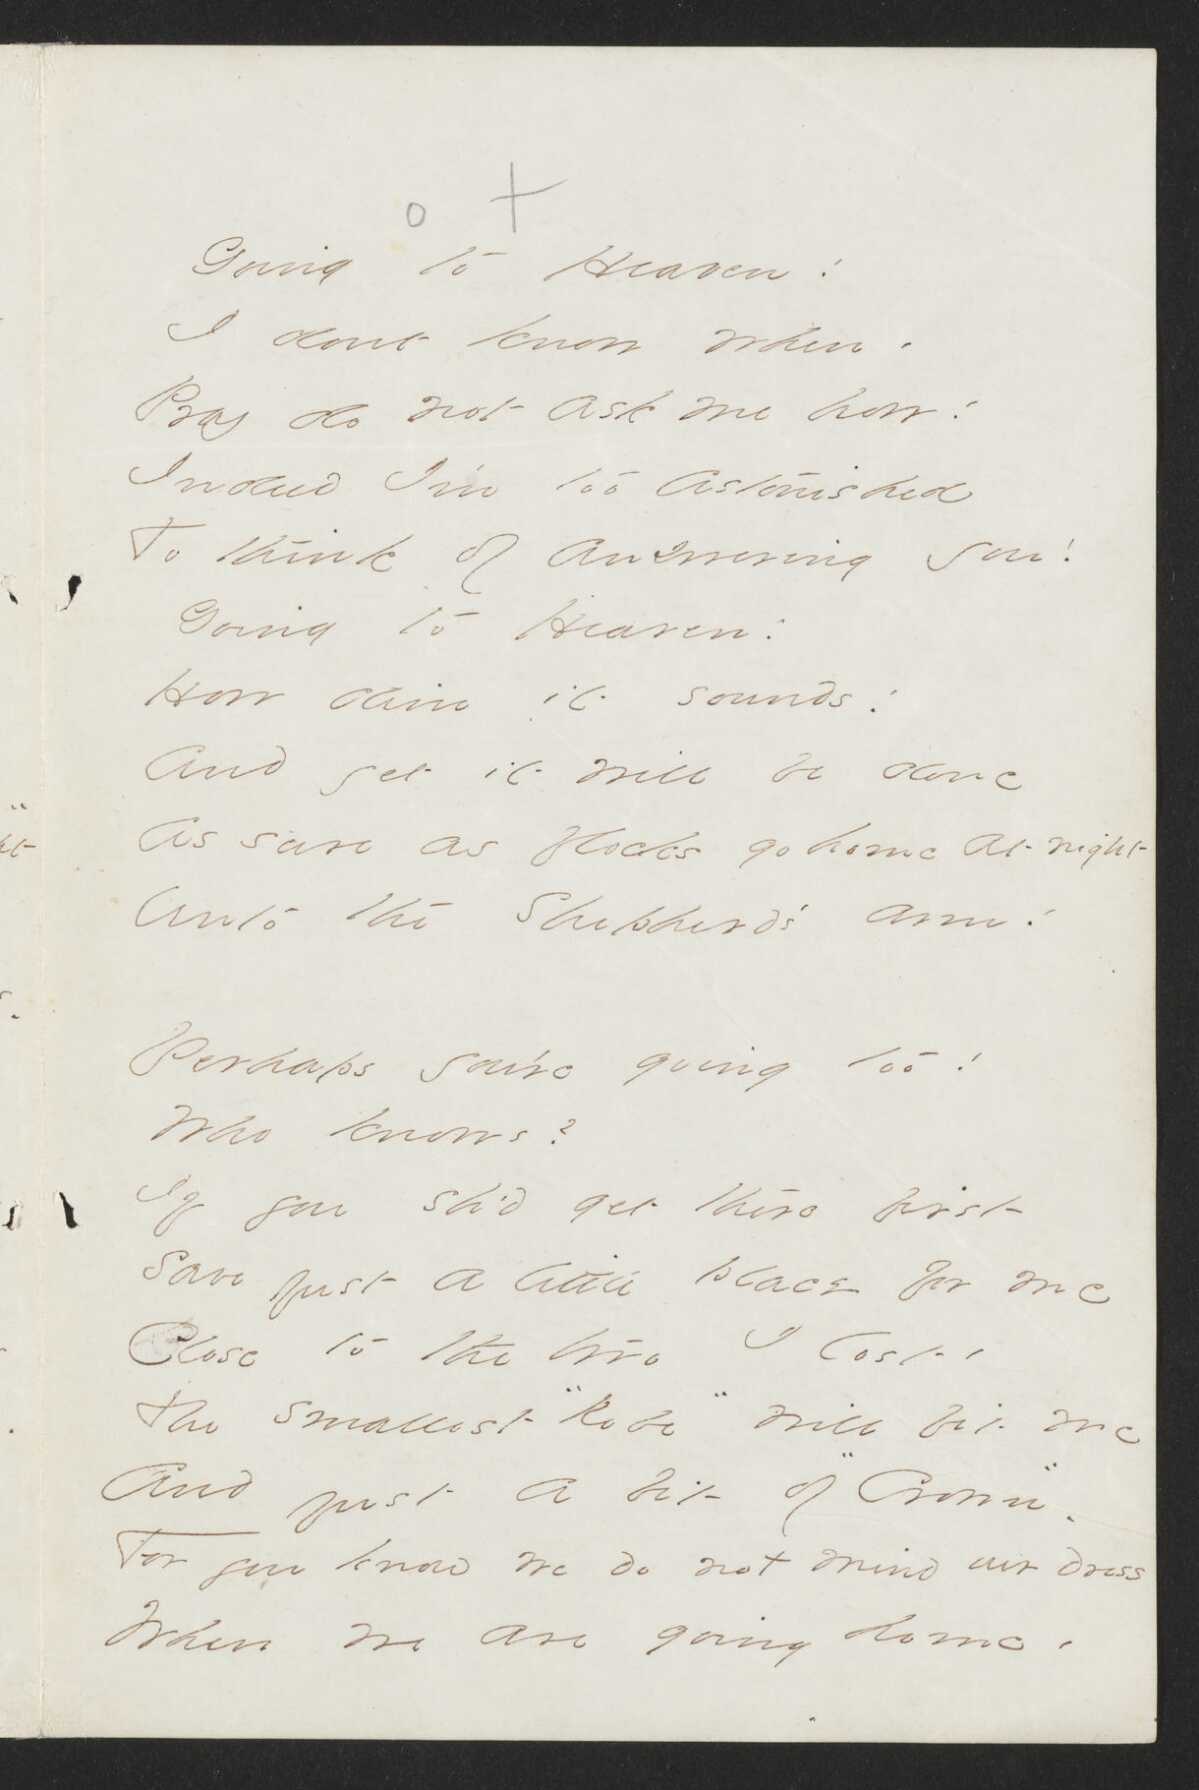 o +
Going to Heaven!
I dont know when.
Pray do not ask me how!
Indeed I'm too astonished
To think of answering you!
Going to Heaven!
How dim it sounds!
And yet it will be done
As sure as flocks go home at night
Unto the Shepherd's arm!
Perhaps you're going too!
Who knows?
If you sh'd get there first
Save just a little place for me
Close to the two I lost.
The smallest "Robe" will fit me
And just a bit of "Crown".
For you know we do not mind our dress
When we are going home.